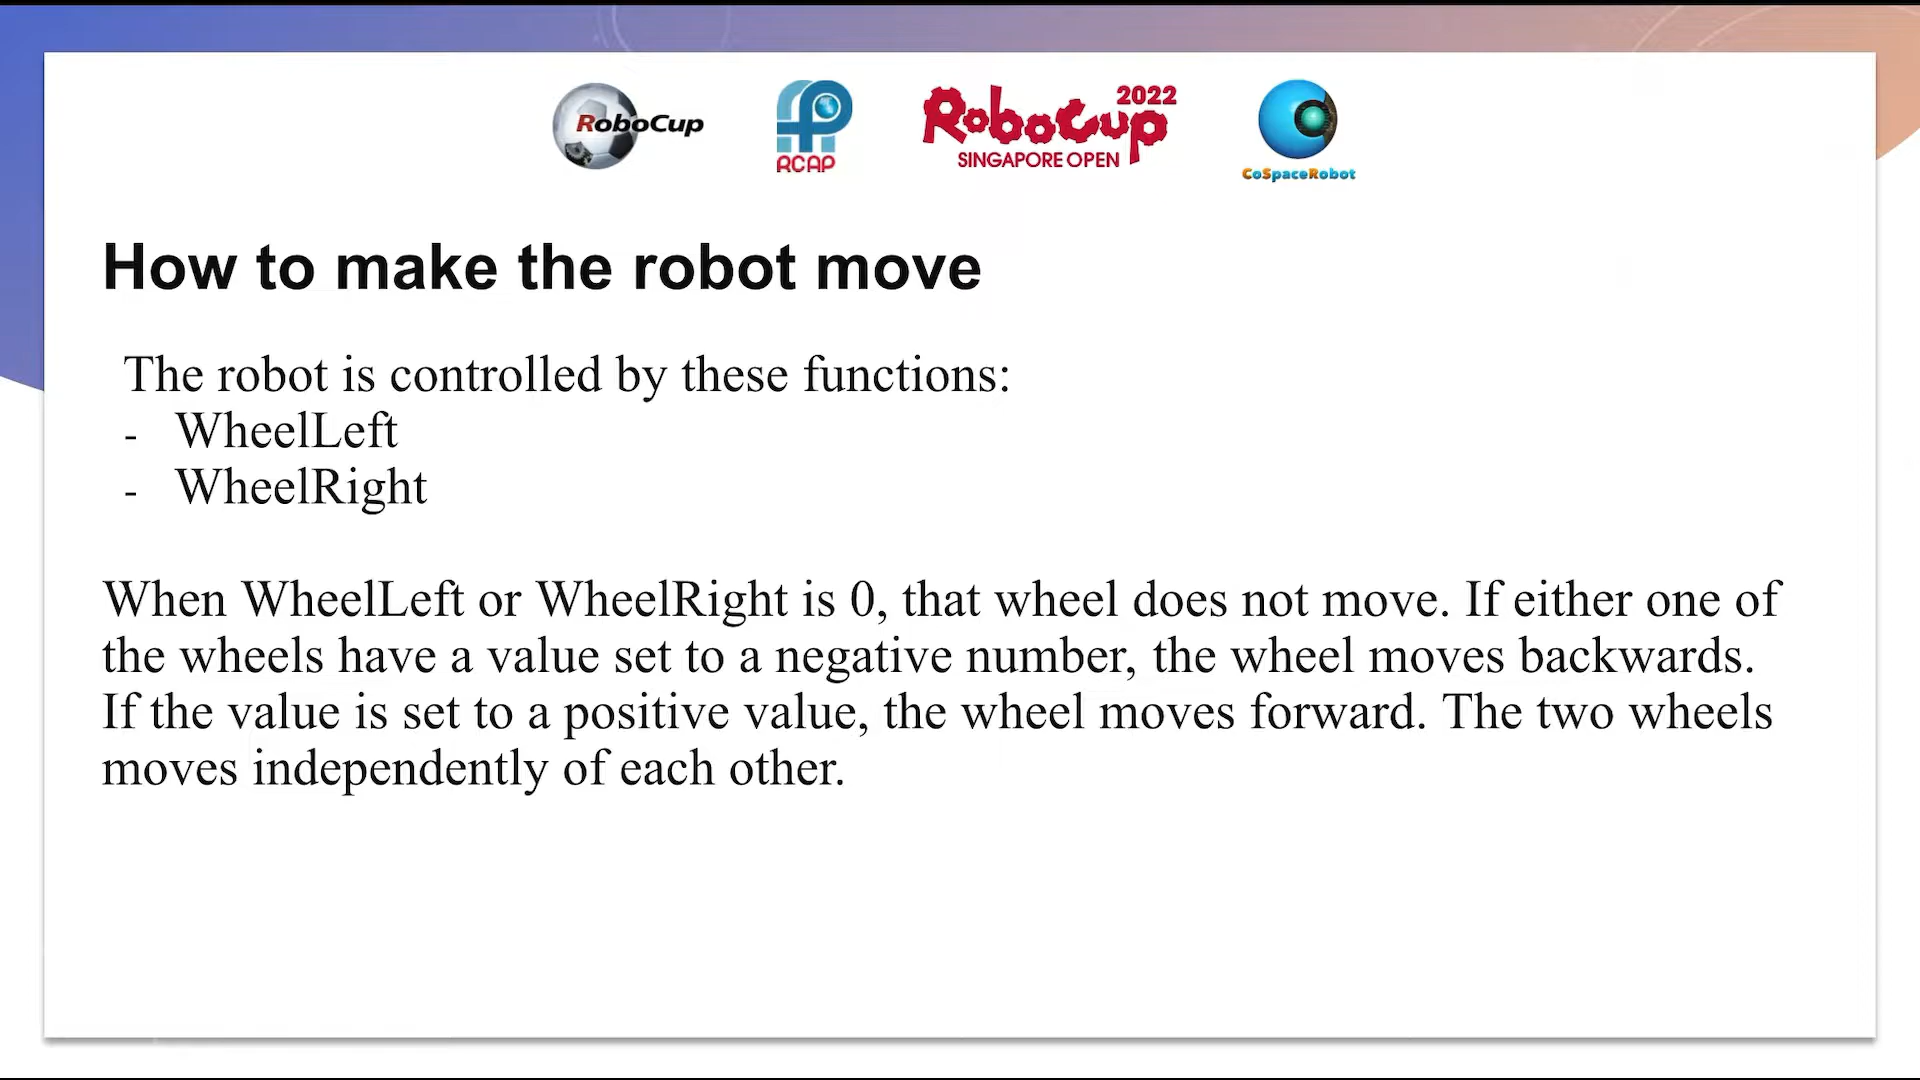 RoboCup
RCAP
RoboCup 2022
SINGAPORE OPEN
CoSpaceRobot
How to make the robot move
The robot is controlled by these functions:
- WheelLeft
- WheelRight
When WheelLeft or WheelRight is 0, that wheel does not move. If either one of
the wheels have a value set to a negative number, the wheel moves backwards.
If the value is set to a positive value, the wheel moves forward. The two wheels
moves independently of each other.